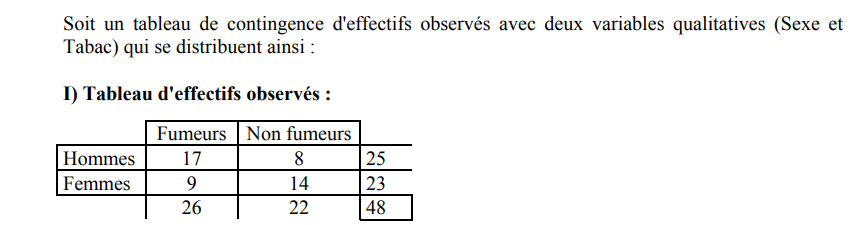 Soit un tableau de contingence d'effectifs observés avec deux variables qualitatives (Sexe et
Tabac) qui se distribuent ainsi :
I) Tableau d'effectifs observés :
Fumeurs Non fumeurs
Hommes 17 8 25
Femmes 9 14 23
26 22 48